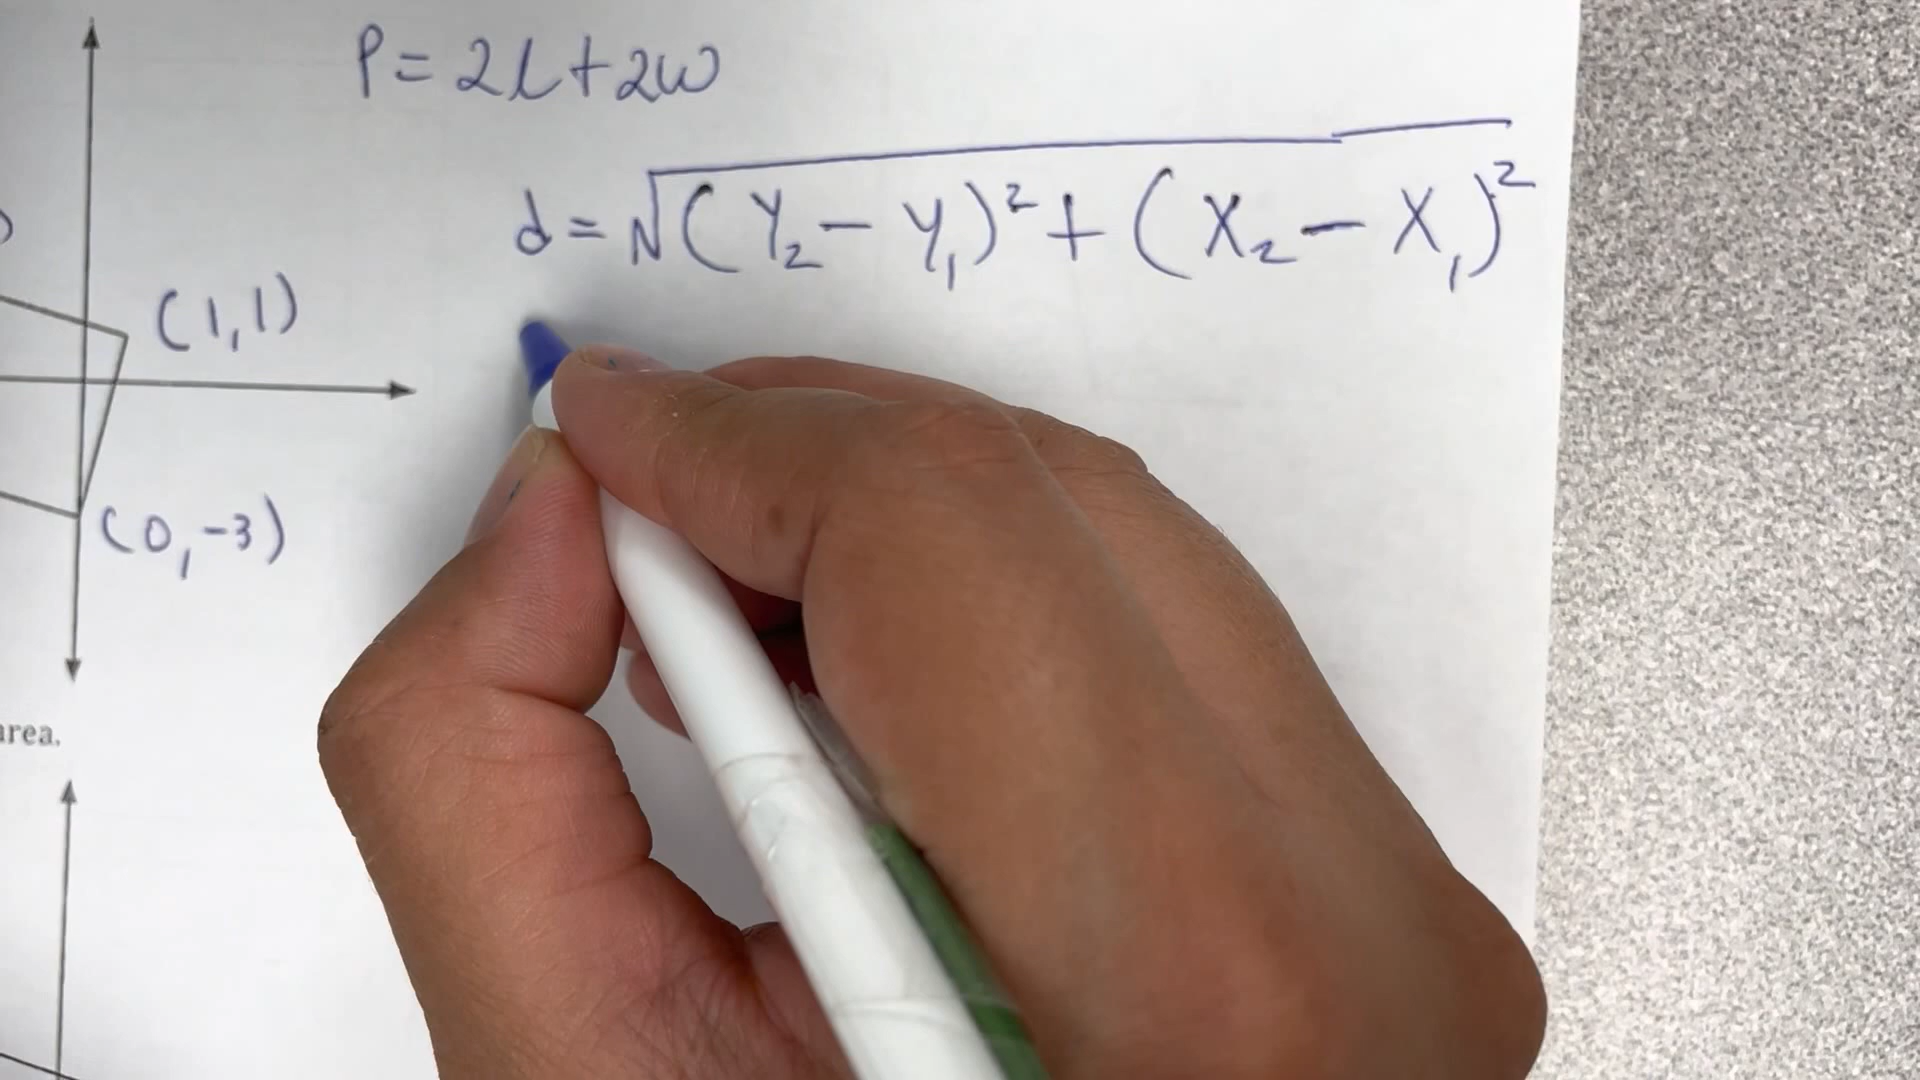 P = 2l + 2w
d = √(Y₂ - Y₁)² + (X₂ - X₁)²
)
(1,1)
(0,-3)
area.